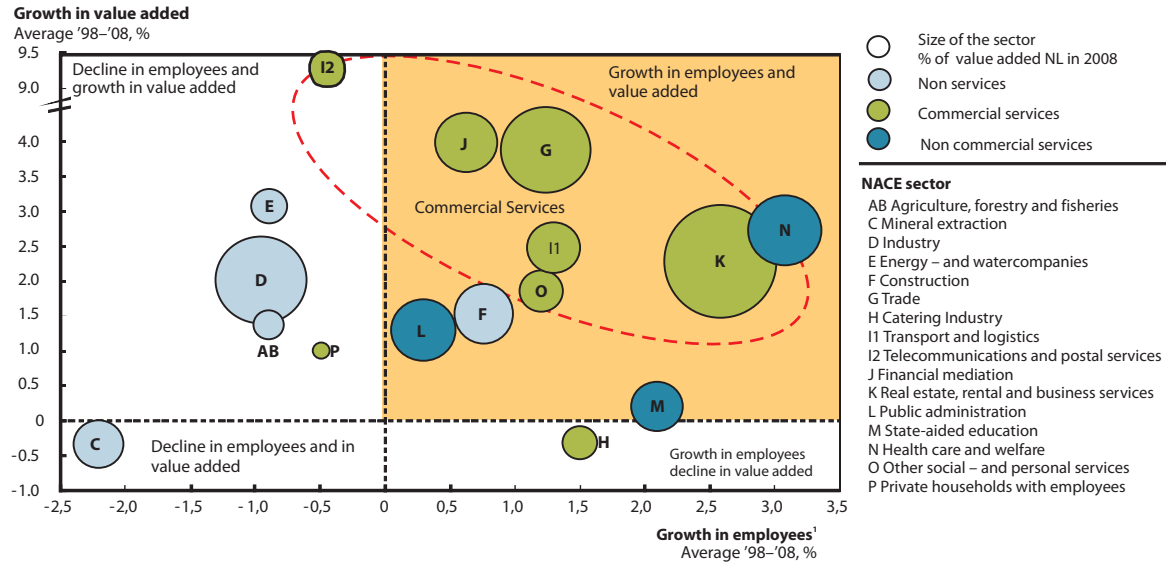 Growth in value added
Average ’98–’08, %
9.5
9.0
4.0
3.5
3.0
2.5
2.0
1.5
1.0
0.5
0
-0.5
-1.0
Decline in employees and
growth in value added
Growth in employees and
value added
Commercial Services
Decline in employees and in
value added
Growth in employees
decline in value added
I2
J
G
E
N
I1
K
D
O
F
L
AB
P
M
C
H
-2,5
-2,0
-1,5
-1,0
-0,5
0
0,5
1,0
1,5
2,0
2,5
3,0
3,5
Growth in employees¹
Average ’98–’08, %
Size of the sector
% of value added NL in 2008
Non services
Commercial services
Non commercial services
NACE sector
AB Agriculture, forestry and fisheries
C Mineral extraction
D Industry
E Energy – and watercompanies
F Construction
G Trade
H Catering Industry
I1 Transport and logistics
I2 Telecommunications and postal services
J Financial mediation
K Real estate, rental and business services
L Public administration
M State-aided education
N Health care and welfare
O Other social – and personal services
P Private households with employees